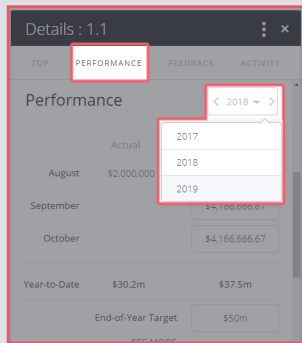 Details : 1.1
TOP PERFORMANCE FEEDBACK ACTIVITY
Performance
< 2018 >
2017
2018
2019
Actual
August $2,000,000
September $4,166,666.67
October $4,166,666.67
Year-to-Date $30.2m $37.5m
End-of-Year Target $50m
SEE MORE